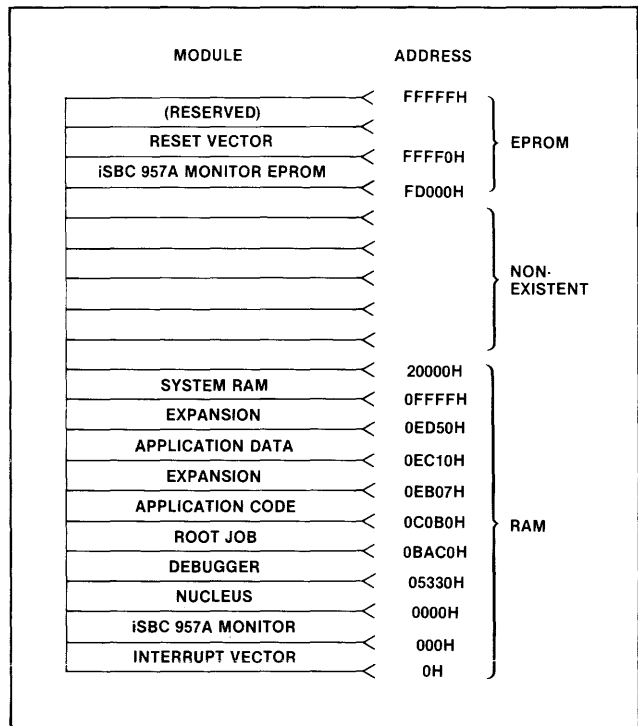 MODULE ADDRESS
FFFFFH
(RESERVED)
RESET VECTOR
FFFF0H
EPROM
iSBC 957A MONITOR EPROM
FD000H
NON-
EXISTENT
20000H
SYSTEM RAM
0FFFFH
EXPANSION
0ED50H
APPLICATION DATA
0EC10H
EXPANSION
0EB07H
APPLICATION CODE
0C0B0H
RAM
ROOT JOB
0BAC0H
DEBUGGER
05330H
NUCLEUS
0000H
iSBC 957A MONITOR
000H
INTERRUPT VECTOR
0H